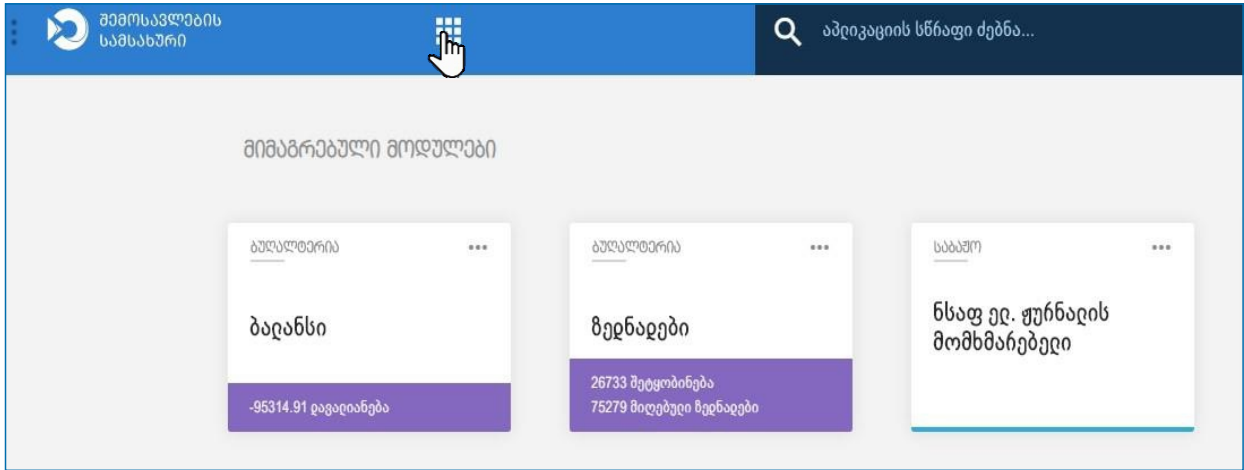 შემოსავლების
სამსახური
აპლიკაციის სწრაფი ძებნა...
მიმაგრებული მოდულები
ბუღალტერია
ბალანსი
-95314.91 დავალიანება
ბუღალტერია
ზედნადები
26733 შეტყობინება
75279 მიღებული ზედნადები
საბაჟო
ნსაფ ელ. ჟურნალის
მომხმარებელი